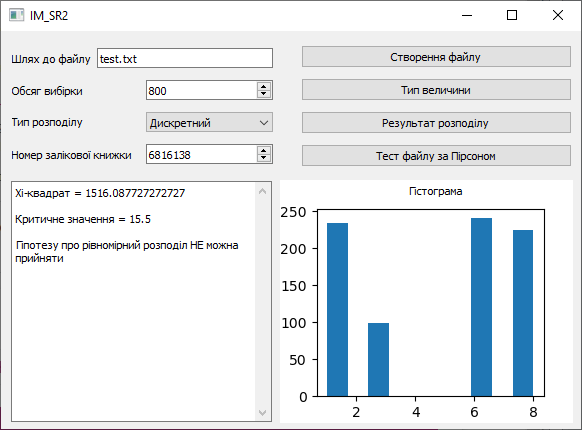 IM_SR2
Шлях до файлу
test.txt
Створення файлу
Обсяг вибірки
800
Тип величини
Тип розподілу
Дискретний
Результат розподілу
Номер залікової книжки
6816138
Тест файлу за Пірсоном
Хі-квадрат = 1516.087727272727
Критичне значення = 15.5
Гіпотезу про рівномірний розподіл НЕ можна
прийняти
Гістограма
250
200
150
100
50
0
2 4 6 8